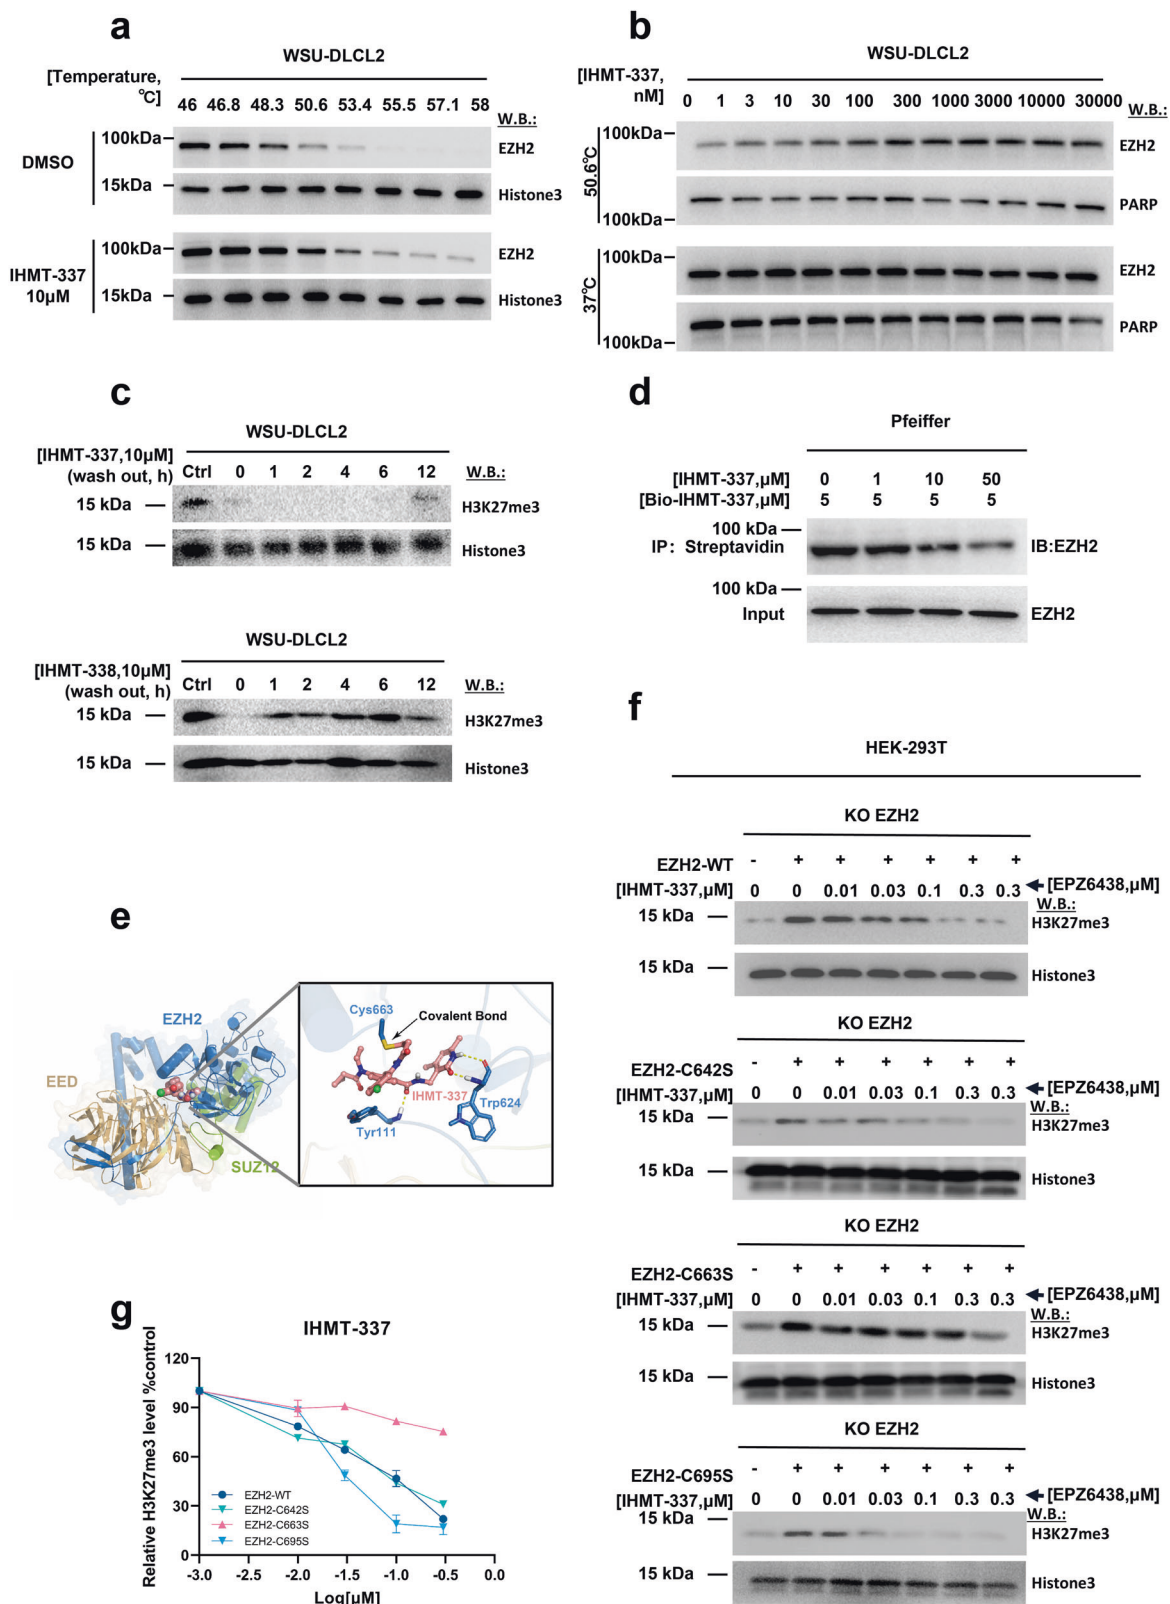 a
WSU-DLCL2
[Temperature, °C]
46 46.8 48.3 50.6 53.4 55.5 57.1 58
W.B.:
DMSO
100kDa
EZH2
15kDa
Histone3
IHMT-337 10µM
100kDa
EZH2
15kDa
Histone3
b
WSU-DLCL2
[IHMT-337, nM]
0 1 3 10 30 100 300 1000 3000 10000 30000
W.B.:
50.6°C
100kDa
EZH2
PARP
100kDa
37°C
100kDa
EZH2
PARP
100kDa
c
WSU-DLCL2
[IHMT-337,10µM]
(wash out, h) Ctrl 0 1 2 4 6 12 W.B.:
15 kDa
H3K27me3
15 kDa
Histone3
WSU-DLCL2
[IHMT-338,10µM]
(wash out, h) Ctrl 0 1 2 4 6 12 W.B.:
15 kDa
H3K27me3
15 kDa
Histone3
d
Pfeiffer
[IHMT-337,µM] 0 1 10 50
[Bio-IHMT-337,µM] 5 5 5 5
100 kDa
IP: Streptavidin
IB:EZH2
100 kDa
Input
EZH2
e
EZH2
EED
SUZ12
Cys663
Covalent Bond
IHMT-337
Trp624
Tyr111
f
HEK-293T
KO EZH2
EZH2-WT - + + + + + +
[IHMT-337,µM] 0 0 0.01 0.03 0.1 0.3 0.3 [EPZ6438,µM]
W.B.:
15 kDa
H3K27me3
15 kDa
Histone3
KO EZH2
EZH2-C642S - + + + + + +
[IHMT-337,µM] 0 0 0.01 0.03 0.1 0.3 0.3 [EPZ6438,µM]
W.B.:
15 kDa
H3K27me3
15 kDa
Histone3
KO EZH2
EZH2-C663S - + + + + + +
[IHMT-337,µM] 0 0 0.01 0.03 0.1 0.3 0.3 [EPZ6438,µM]
W.B.:
15 kDa
H3K27me3
15 kDa
Histone3
KO EZH2
EZH2-C695S - + + + + + +
[IHMT-337,µM] 0 0 0.01 0.03 0.1 0.3 0.3 [EPZ6438,µM]
W.B.:
15 kDa
H3K27me3
15 kDa
Histone3
g
IHMT-337
Relative H3K27me3 level %control
120
90
60
30
0
EZH2-WT
EZH2-C642S
EZH2-C663S
EZH2-C695S
-3.0 -2.5 -2.0 -1.5 -1.0 -0.5 0.0
Log[µM]